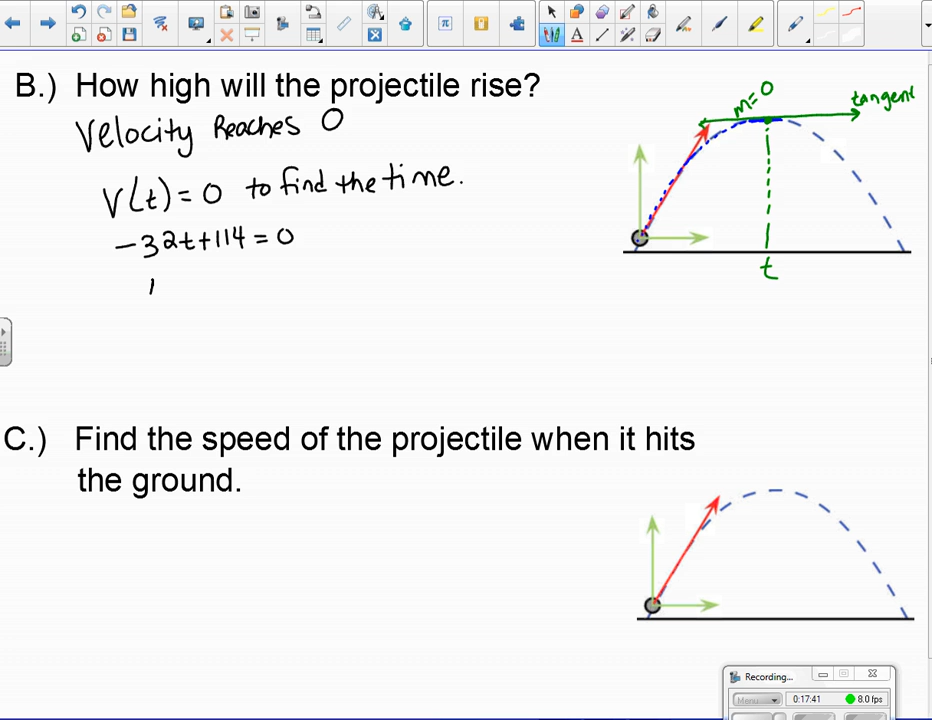 B.) How high will the projectile rise?
Velocity Reaches 0
V(t) = 0 to find the time.
-32t+114 = 0
m=0
tangent
t
C.) Find the speed of the projectile when it hits
the ground.
Recording...
Menu
0:17:41
8.0 fps